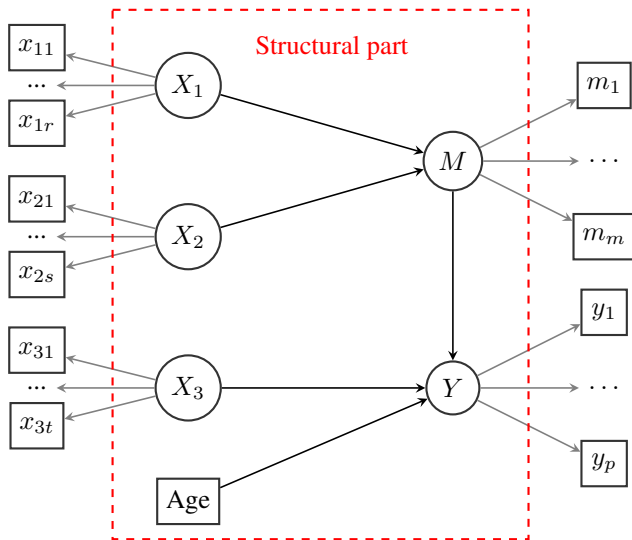 Structural part
x₁₁
...
x₁ᵣ
X₁
m₁
M
...
mₘ
x₂₁
...
x₂ₛ
X₂
y₁
x₃₁
...
x₃ₜ
X₃
Y
...
yₚ
Age